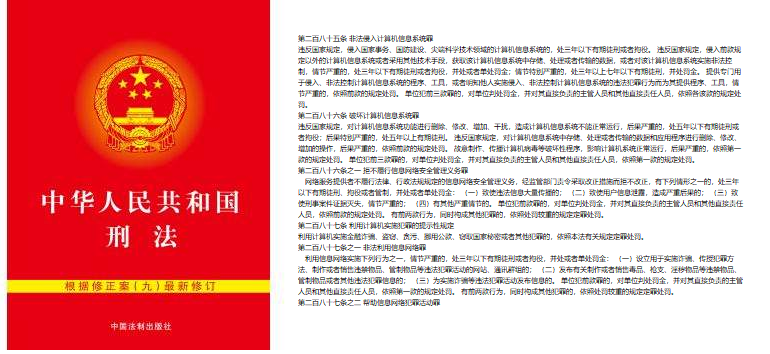 中华人民共和国
刑 法
根据修正案(九)最新修订
中国法制出版社
第二百八十五条 非法侵入计算机信息系统罪
违反国家规定，侵入国家事务、国防建设、尖端科学技术领域的计算机信息系统的，处三年以下有期徒刑或者拘役。 违反国家规定，侵入前款规
定以外的计算机信息系统或者采用其他技术手段，获取该计算机信息系统中存储、处理或者传输的数据，或者对该计算机信息系统实施非法控
制，情节严重的，处三年以下有期徒刑或者拘役，并处或者单处罚金；情节特别严重的，处三年以上七年以下有期徒刑，并处罚金。 提供专门
用于侵入、非法控制计算机信息系统的程序、工具，或者明知他人实施侵入、非法控制计算机信息系统的违法犯罪行为而为其提供程序、工具，情
节严重的，依照前款的规定处罚。 单位犯前三款罪的，对单位判处罚金，并对其直接负责的主管人员和其他直接责任人员，依照各该款的规定处
罚。
第二百八十六条 破坏计算机信息系统罪
违反国家规定，对计算机信息系统功能进行删除、修改、增加、干扰，造成计算机信息系统不能正常运行，后果严重的，处五年以下有期徒刑或
者拘役；后果特别严重的，处五年以上有期徒刑。 违反国家规定，对计算机信息系统中存储、处理或者传输的数据和应用程序进行删除、修改、
增加的操作，后果严重的，依照前款的规定处罚。 故意制作、传播计算机病毒等破坏性程序，影响计算机系统正常运行，后果严重的，依照第一
款的规定处罚。 单位犯前三款罪的，对单位判处罚金，并对其直接负责的主管人员和其他直接责任人员，依照第一款的规定处罚。
第二百八十六条之一 拒不履行信息网络安全管理义务罪
网络服务提供者不履行法律、行政法规规定的信息网络安全管理义务，经监管部门责令采取改正措施而拒不改正，有下列情形之一的，处三
年以下有期徒刑、拘役或者管制，并处或者单处罚金： （一）致使违法信息大量传播的； （二）致使用户信息泄露，造成严重后果的； （三）致
使刑事案件证据灭失，情节严重的； （四）有其他严重情节的。 单位犯前款罪的，对单位判处罚金，并对其直接负责的主管人员和其他直接责任
人员，依照前款的规定处罚。 有前两款行为，同时构成其他犯罪的，依照处罚较重的规定定罪处罚。
第二百八十七条 利用计算机实施犯罪的提示性规定
利用计算机实施金融诈骗、盗窃、贪污、挪用公款、窃取国家秘密或者其他犯罪的，依照本法有关规定定罪处罚。
第二百八十七条之一 非法利用信息网络罪
利用信息网络实施下列行为之一，情节严重的，处三年以下有期徒刑或者拘役，并处或者单处罚金： （一）设立用于实施诈骗、传授犯罪方
法、制作或者销售违禁物品、管制物品等违法犯罪活动的网站、通讯群组的； （二）发布有关制作或者销售毒品、枪支、淫秽物品等违禁物品、
管制物品或者其他违法犯罪信息的； （三）为实施诈骗等违法犯罪活动发布信息的。 单位犯前款罪的，对单位判处罚金，并对其直接负责的主管
人员和其他直接责任人员，依照第一款的规定处罚。 有前两款行为，同时构成其他犯罪的，依照处罚较重的规定定罪处罚。
第二百八十七条之二 帮助信息网络犯罪活动罪